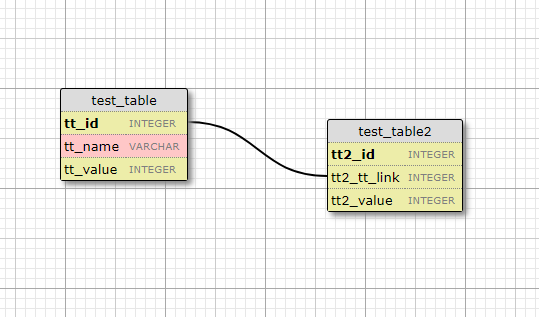 test_table
tt_id INTEGER
tt_name VARCHAR
tt_value INTEGER
test_table2
tt2_id INTEGER
tt2_tt_link INTEGER
tt2_value INTEGER